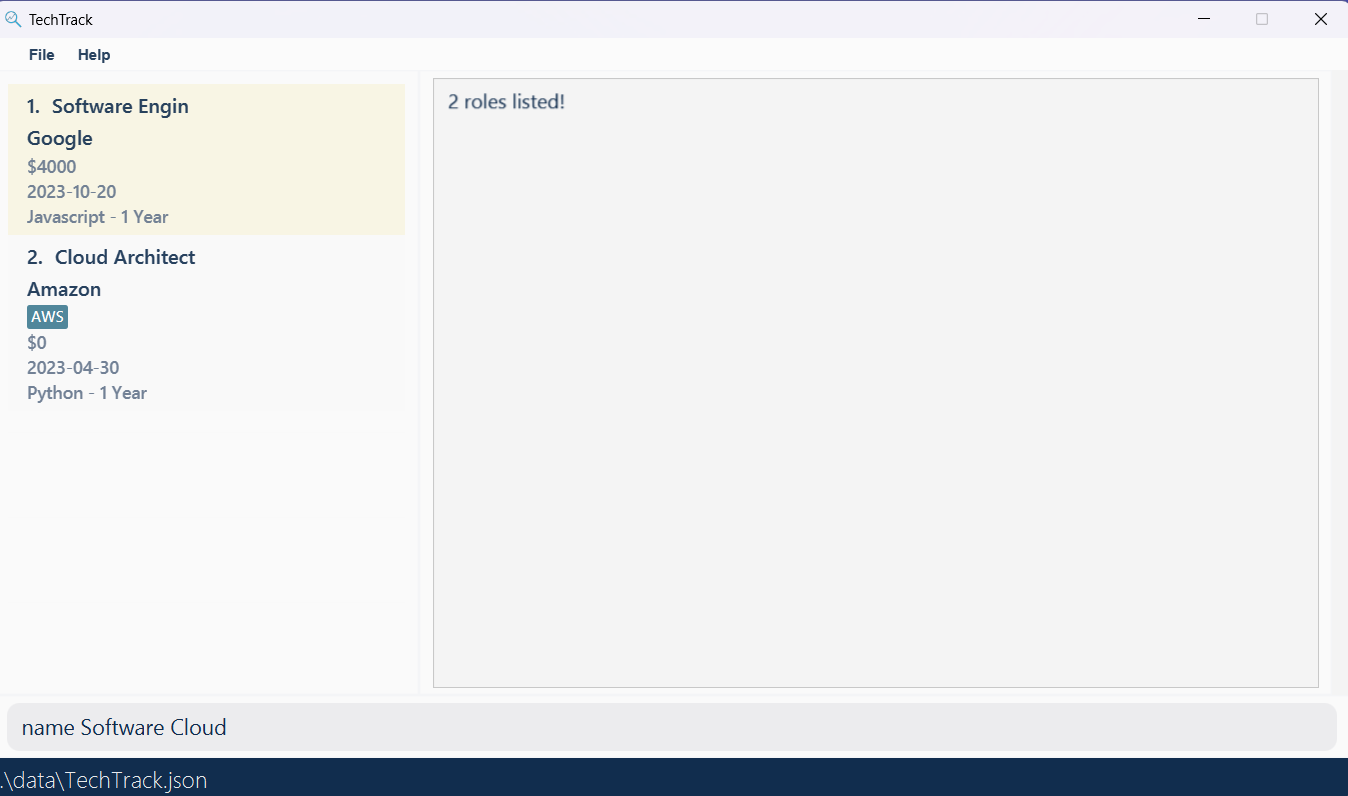 TechTrack
File Help
1. Software Engin
Google
$4000
2023-10-20
Javascript - 1 Year
2. Cloud Architect
Amazon
AWS
$0
2023-04-30
Python - 1 Year
2 roles listed!
name Software Cloud
.\data\TechTrack.json